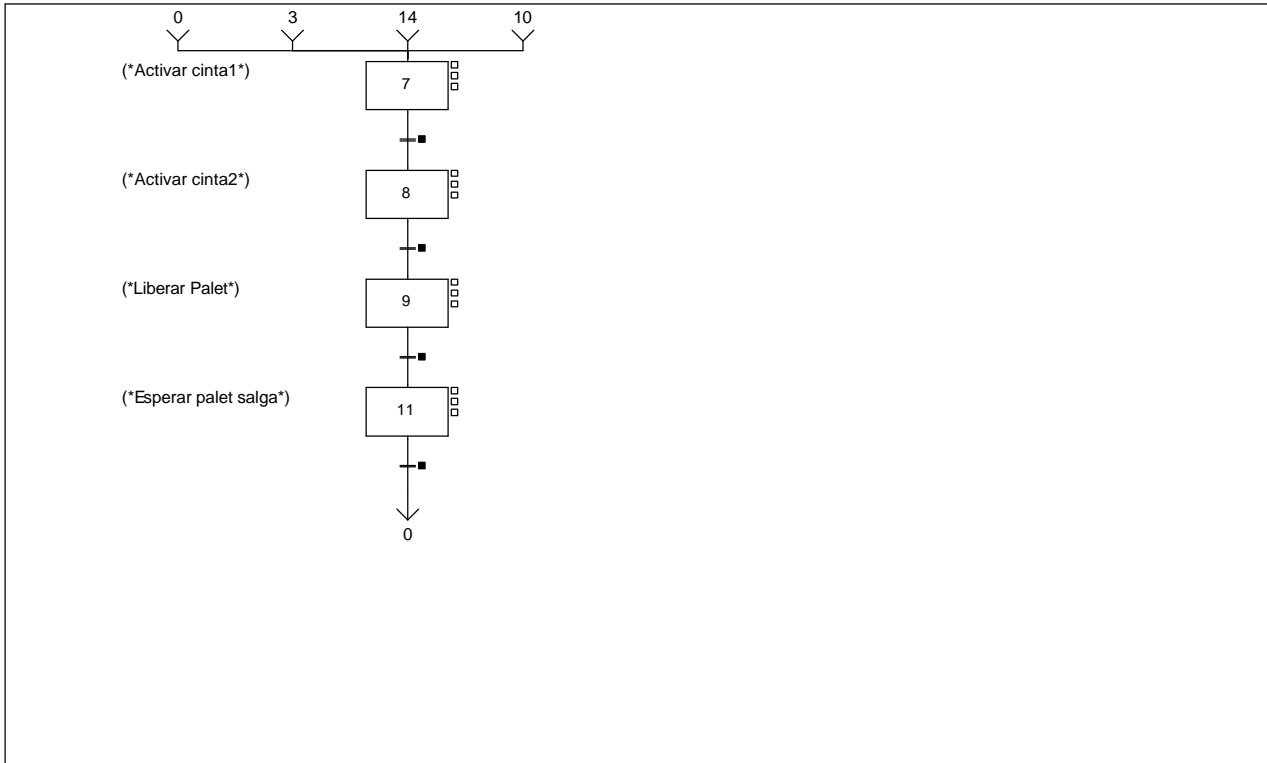 0 3 14 10
(*Activar cinta1*)
7
(*Activar cinta2*)
8
(*Liberar Palet*)
9
(*Esperar palet salga*)
11
0